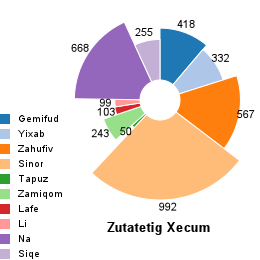 418
332
567
992
50
243
103
99
668
255
Gemifud
Yixab
Zahufiv
Sinor
Tapuz
Zamiqom
Lafe
Li
Na
Siqe
Zutatetig Xecum